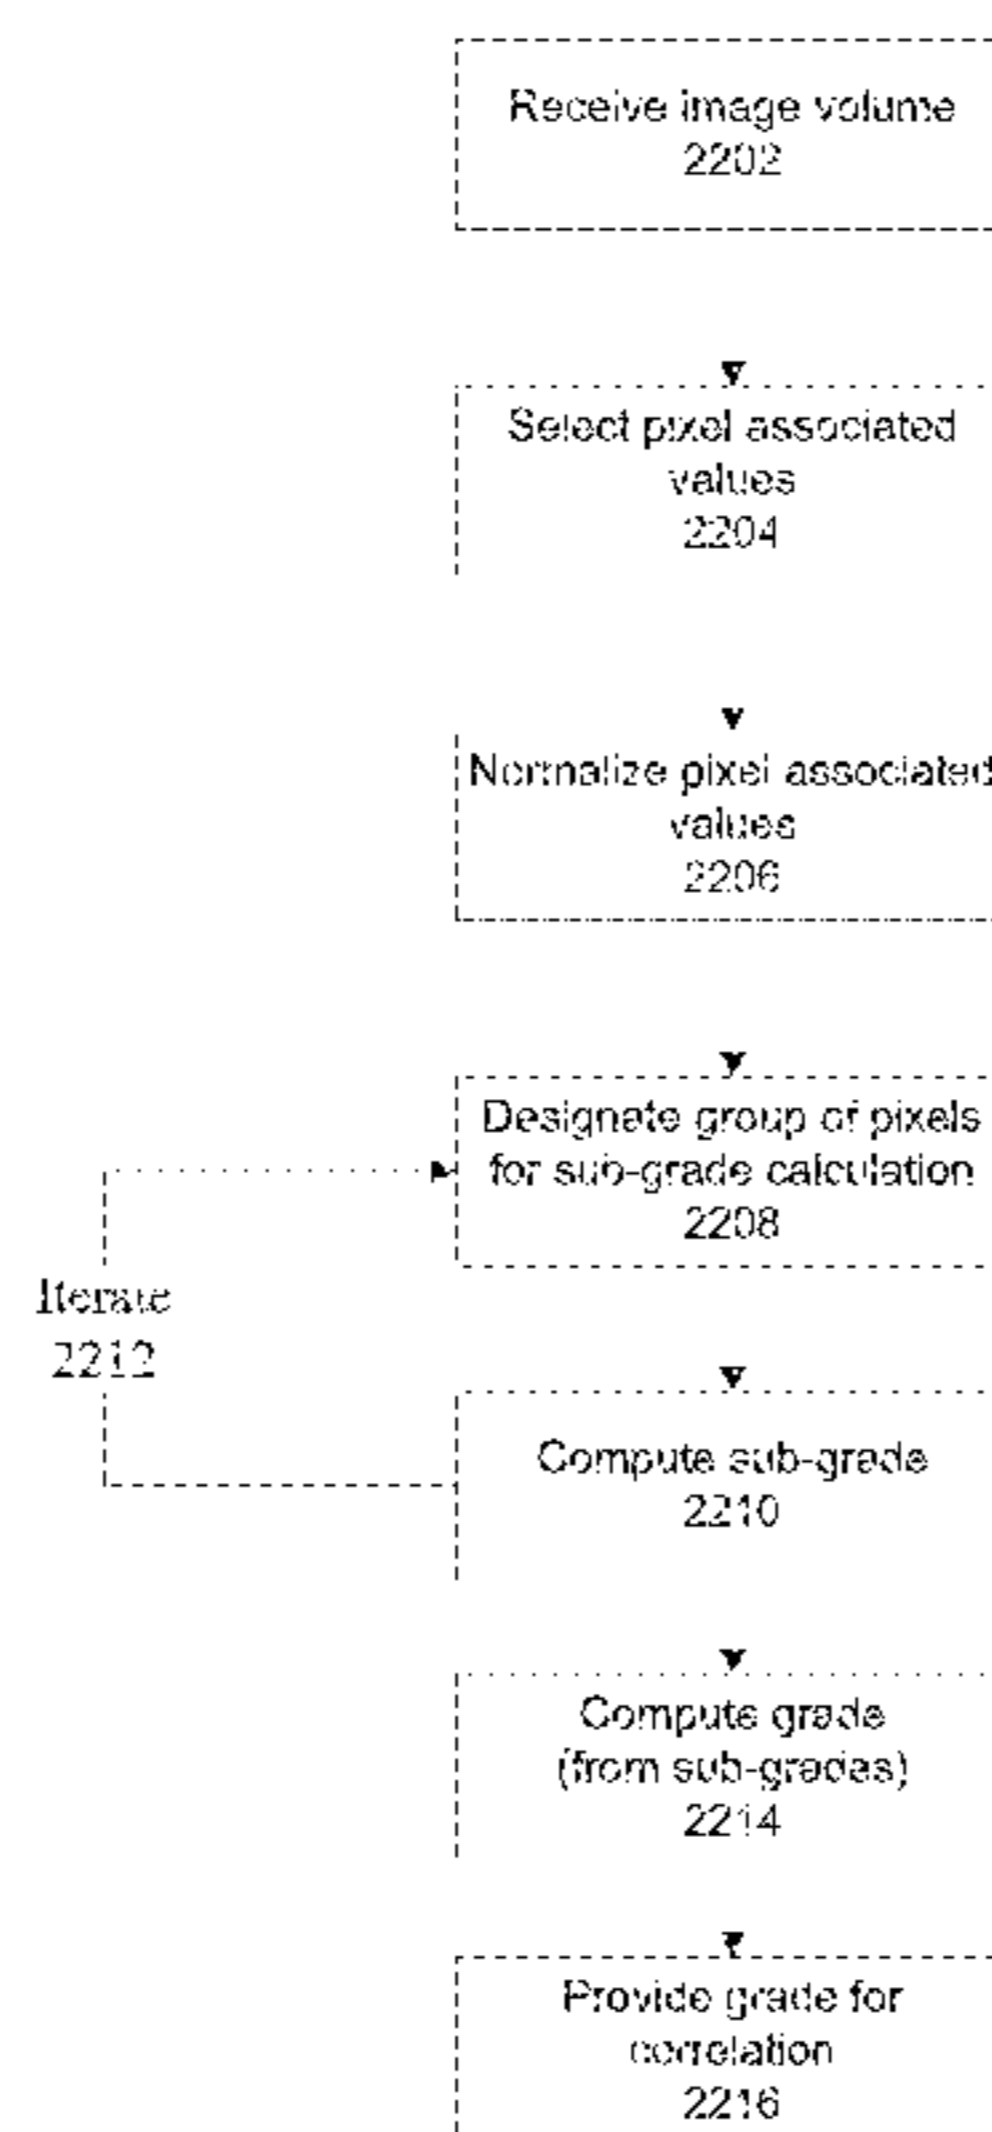 Receive image volume
2202
Select pixel associated
values
2204
Normalize pixel associated
values
2206
Designate group of pixels
for sub-grade calculation
2208
Iterate
2212
Compute sub-grade
2210
Compute grade
(from sub-grades)
2214
Provide grade for
correlation
2216